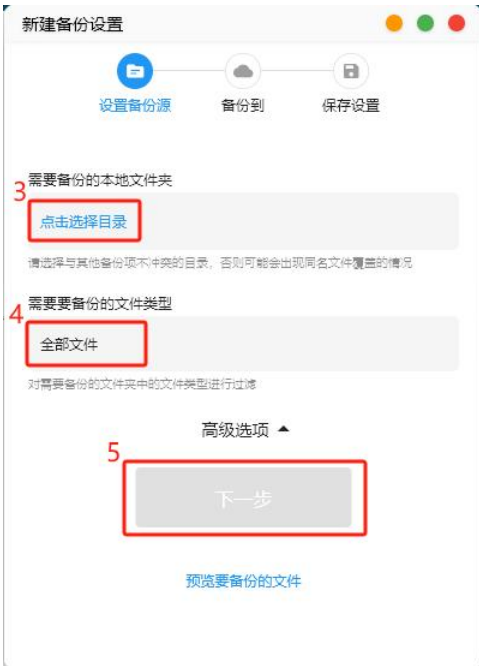 新建备份设置
设置备份源 备份到 保存设置
需要备份的本地文件夹
3
点击选择目录
请选择与其他备份项不冲突的目录，否则可能会出现同名文件覆盖的情况
需要要备份的文件类型
4
全部文件
对需要备份的文件夹中的文件类型进行过滤
高级选项
5
下一步
预览要备份的文件